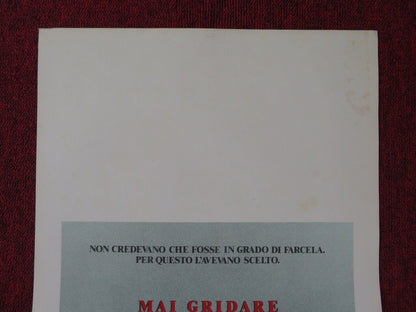 NON CREDEVANO CHE FOSSE IN GRADO DI FARCELA.
PER QUESTO L'AVEVANO SCELTO.
MAI GRIDARE